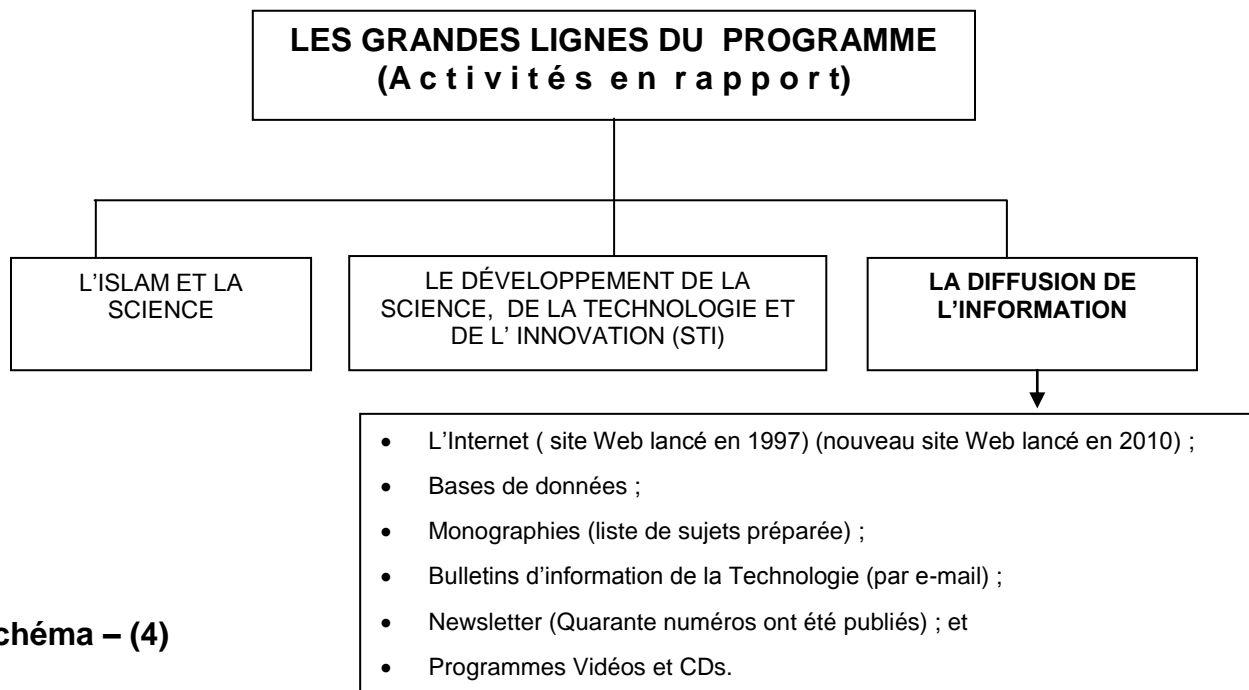 LES GRANDES LIGNES DU PROGRAMME
(A c t i v i t é s e n r a p p o r t)
L’ISLAM ET LA
SCIENCE
LE DÉVELOPPEMENT DE LA
SCIENCE, DE LA TECHNOLOGIE ET
DE L’ INNOVATION (STI)
LA DIFFUSION DE
L’INFORMATION
• L’Internet ( site Web lancé en 1997) (nouveau site Web lancé en 2010) ;
• Bases de données ;
• Monographies (liste de sujets préparée) ;
• Bulletins d’information de la Technologie (par e-mail) ;
• Newsletter (Quarante numéros ont été publiés) ; et
• Programmes Vidéos et CDs.
chéma – (4)